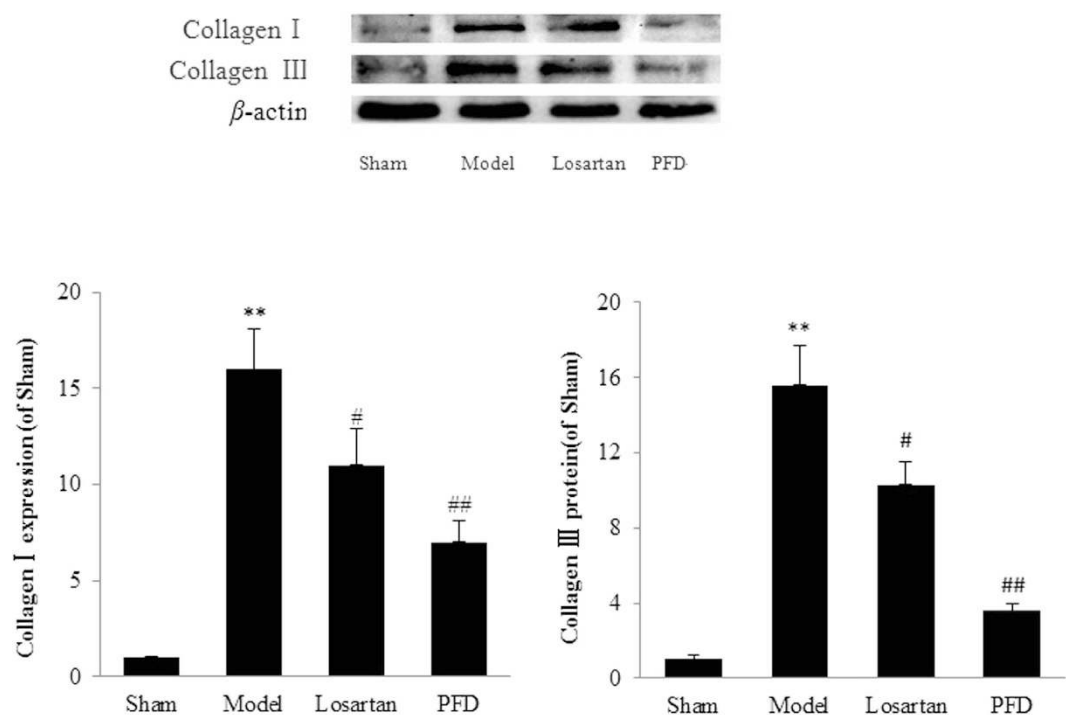 Collagen I
Collagen III
β-actin
Sham Model Losartan PFD
Collagen I expression(of Sham)
20
15
10
5
0
**
#
##
Sham Model Losartan PFD
Collagen III protein(of Sham)
20
16
12
8
4
0
**
#
##
Sham Model Losartan PFD